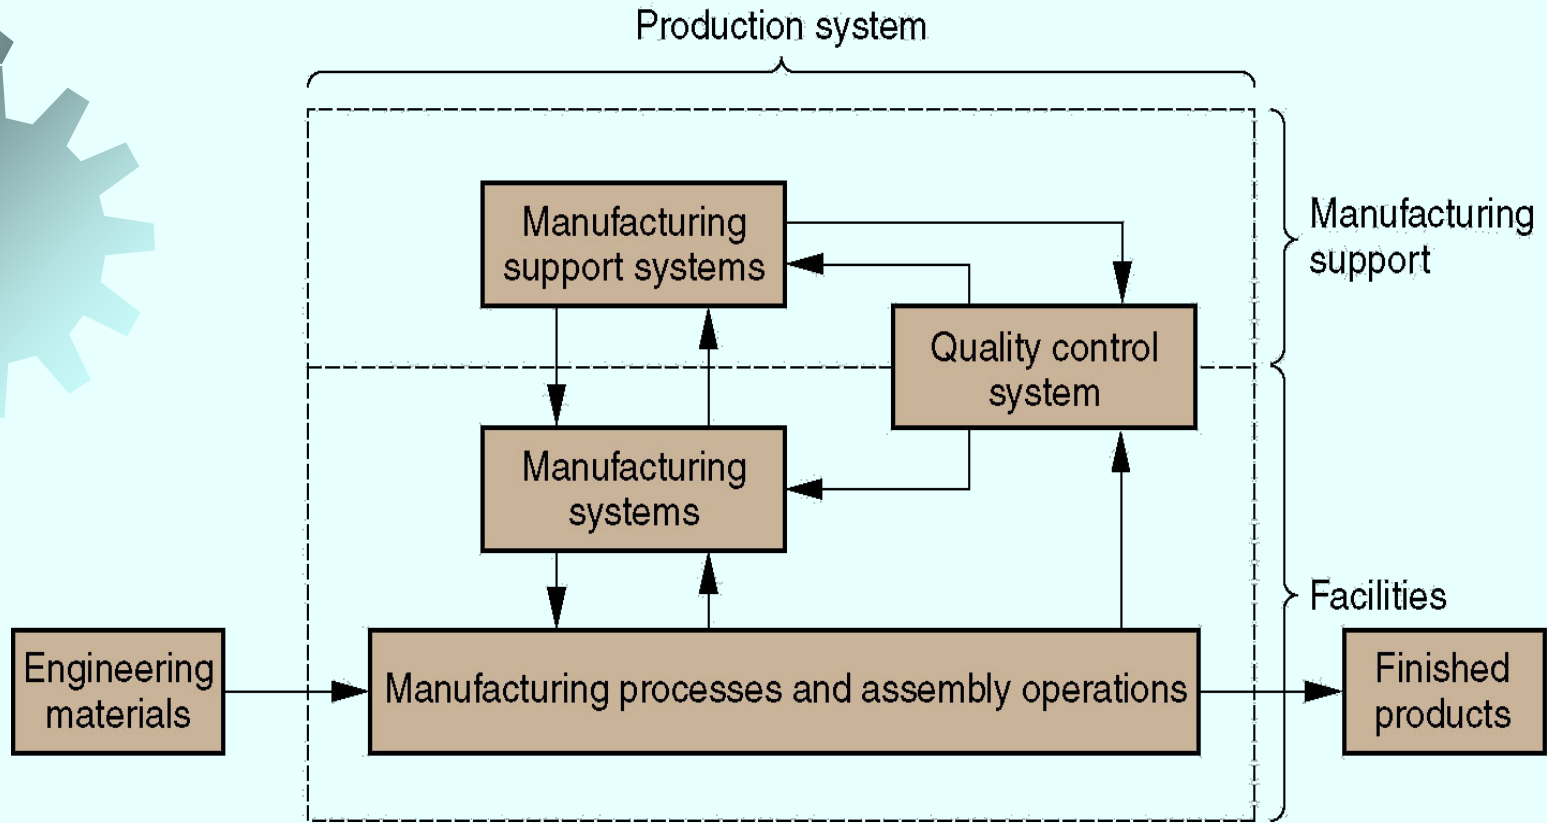 Production system
Manufacturing
support systems
Manufacturing
support
Quality control
system
Manufacturing
systems
Facilities
Engineering
materials
Manufacturing processes and assembly operations
Finished
products